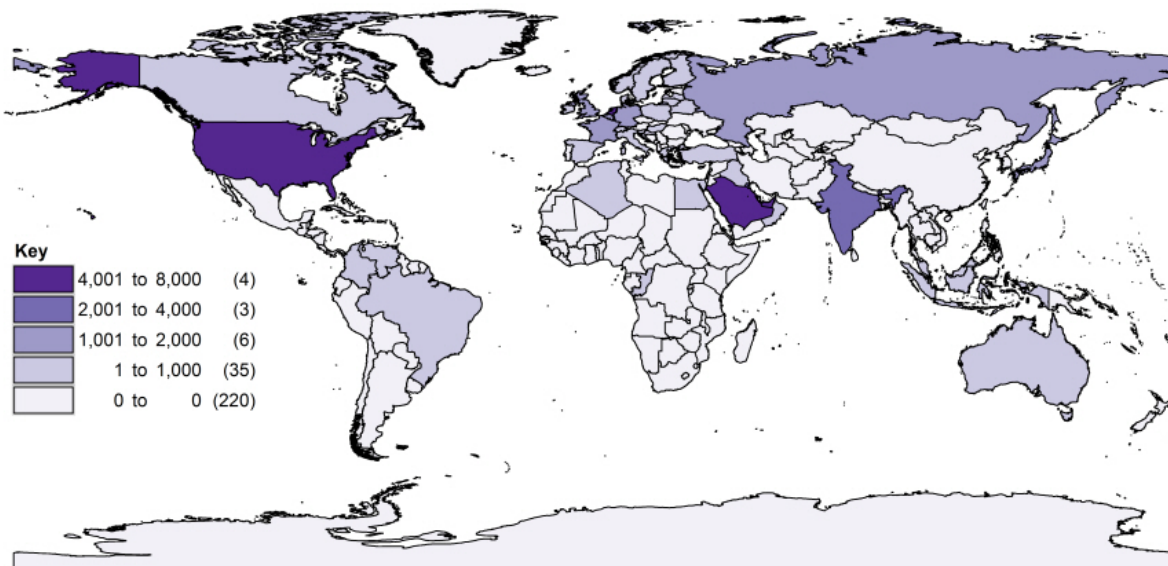 Key
4,001 to 8,000 (4)
2,001 to 4,000 (3)
1,001 to 2,000 (6)
1 to 1,000 (35)
0 to 0 (220)